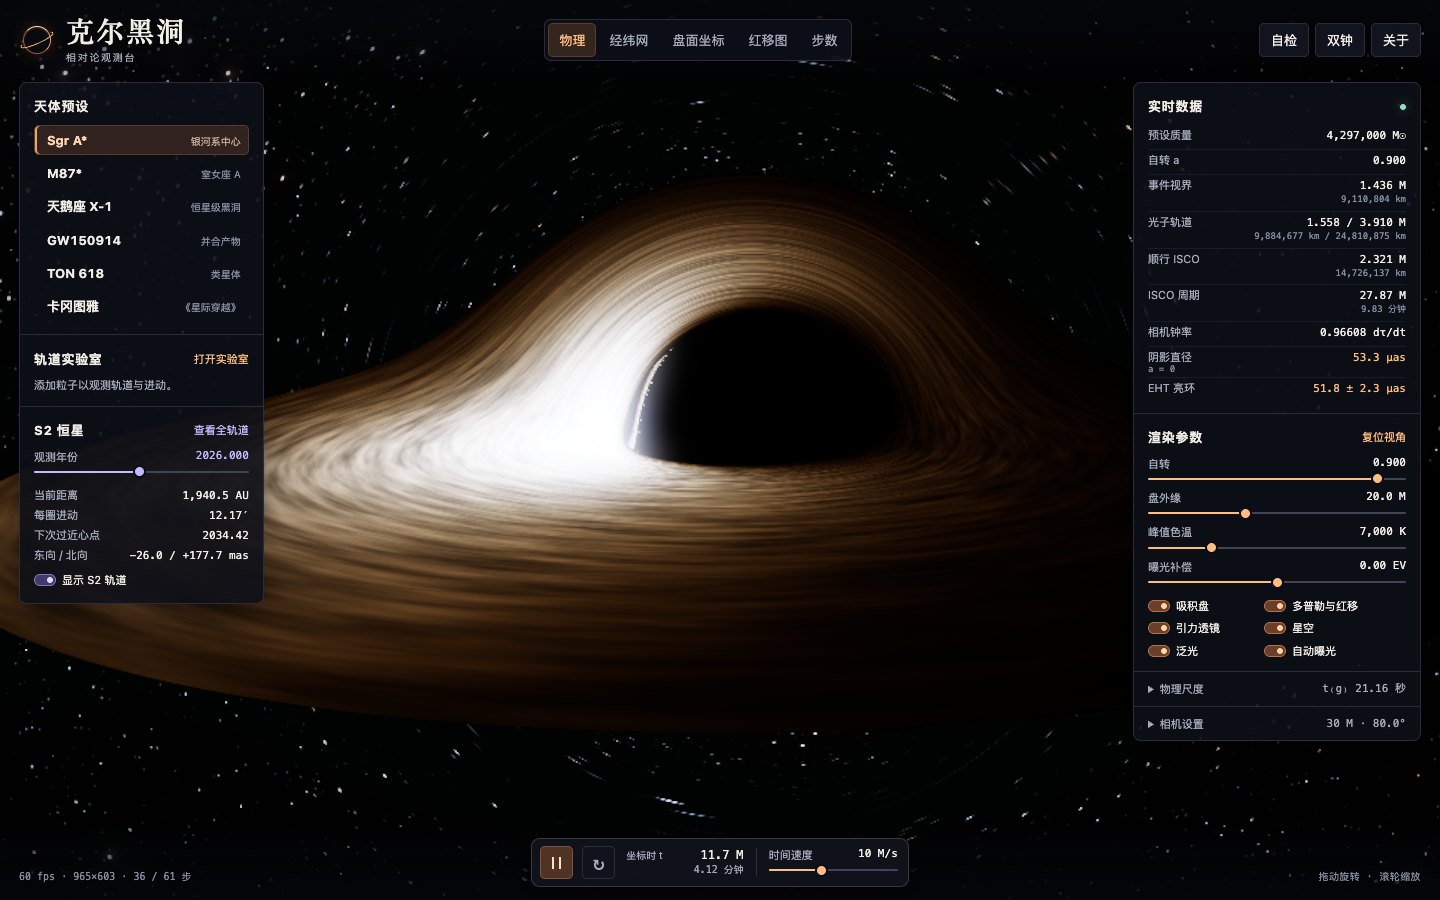 克尔黑洞
相对论观测台
物理 经纬网 盘面坐标 红移图 步数
自检 双钟 关于
天体预设
Sgr A* 银河系中心
M87* 室女座 A
天鹅座 X-1 恒星级黑洞
GW150914 并合产物
TON 618 类星体
卡冈图雅 《星际穿越》
轨道实验室 打开实验室
添加粒子以观测轨道与进动。
S2 恒星 查看全轨道
观测年份 2026.000
当前距离 1,940.5 AU
每圈进动 12.17′
下次过近心点 2034.42
东向 / 北向 −26.0 / +177.7 mas
显示 S2 轨道
实时数据
预设质量 4,297,000 M☉
自转 a 0.900
事件视界 1.436 M
9,110,804 km
光子轨道 1.558 / 3.910 M
9,884,677 km / 24,810,875 km
顺行 ISCO 2.321 M
14,726,137 km
ISCO 周期 27.87 M
9.83 分钟
相机钟率 0.96608 dτ/dt
阴影直径 53.3 μas
a = 0
EHT 亮环 51.8 ± 2.3 μas
渲染参数 复位视角
自转 0.900
盘外缘 20.0 M
峰值色温 7,000 K
曝光补偿 0.00 EV
吸积盘 多普勒与红移
引力透镜 星空
泛光 自动曝光
▶ 物理尺度 t₍g₎ 21.16 秒
▶ 相机设置 30 M · 80.0°
坐标时 t 11.7 M
4.12 分钟
时间速度 10 M/s
60 fps · 965×603 · 36 / 61 步
拖动旋转 · 滚轮缩放